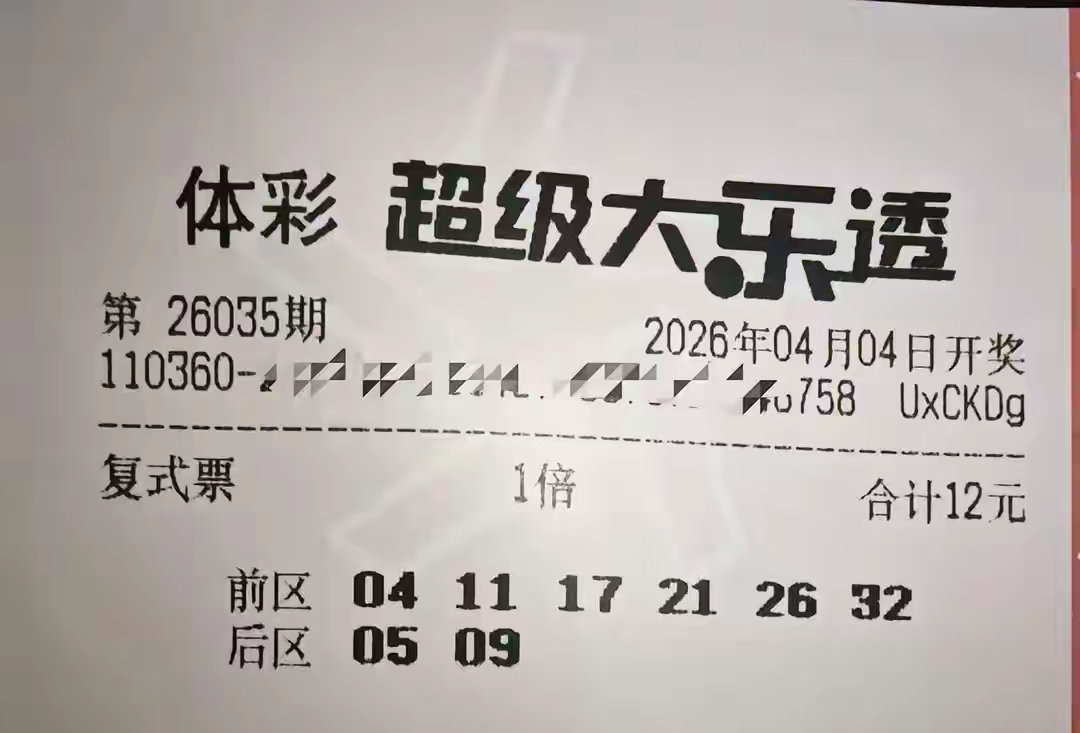 体彩 超级大乐透
第 26035期 2026年04月04日开奖
110360- 758 UxCKDg
复式票 1倍 合计12元
前区 04 11 17 21 26 32
后区 05 09